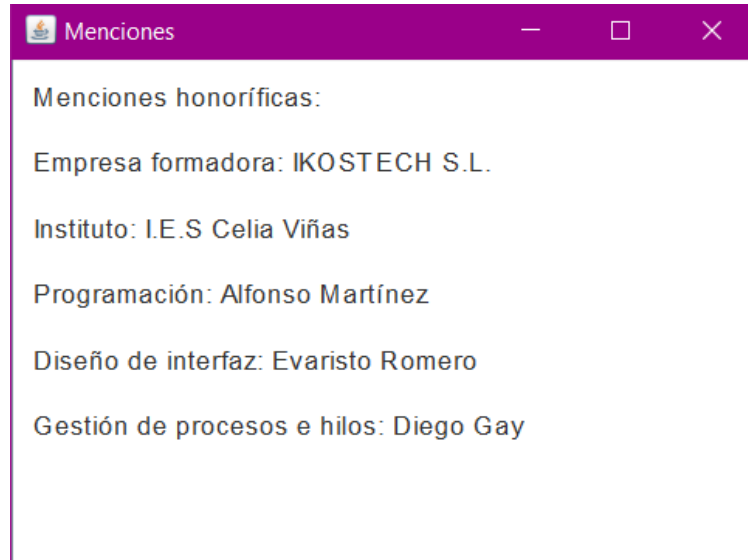 Menciones
Menciones honoríficas:
Empresa formadora: IKOSTECH S.L.
Instituto: I.E.S Celia Viñas
Programación: Alfonso Martínez
Diseño de interfaz: Evaristo Romero
Gestión de procesos e hilos: Diego Gay